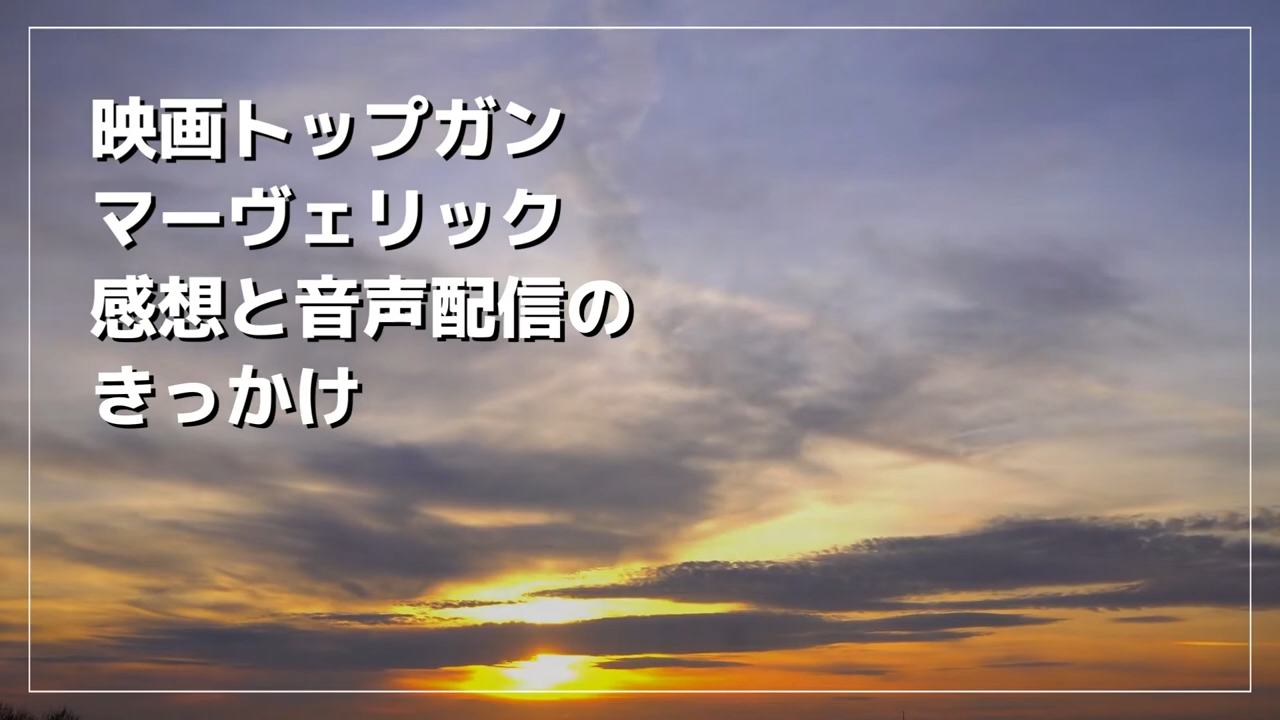 映画トップガン
マーヴェリック
感想と音声配信の
きっかけ